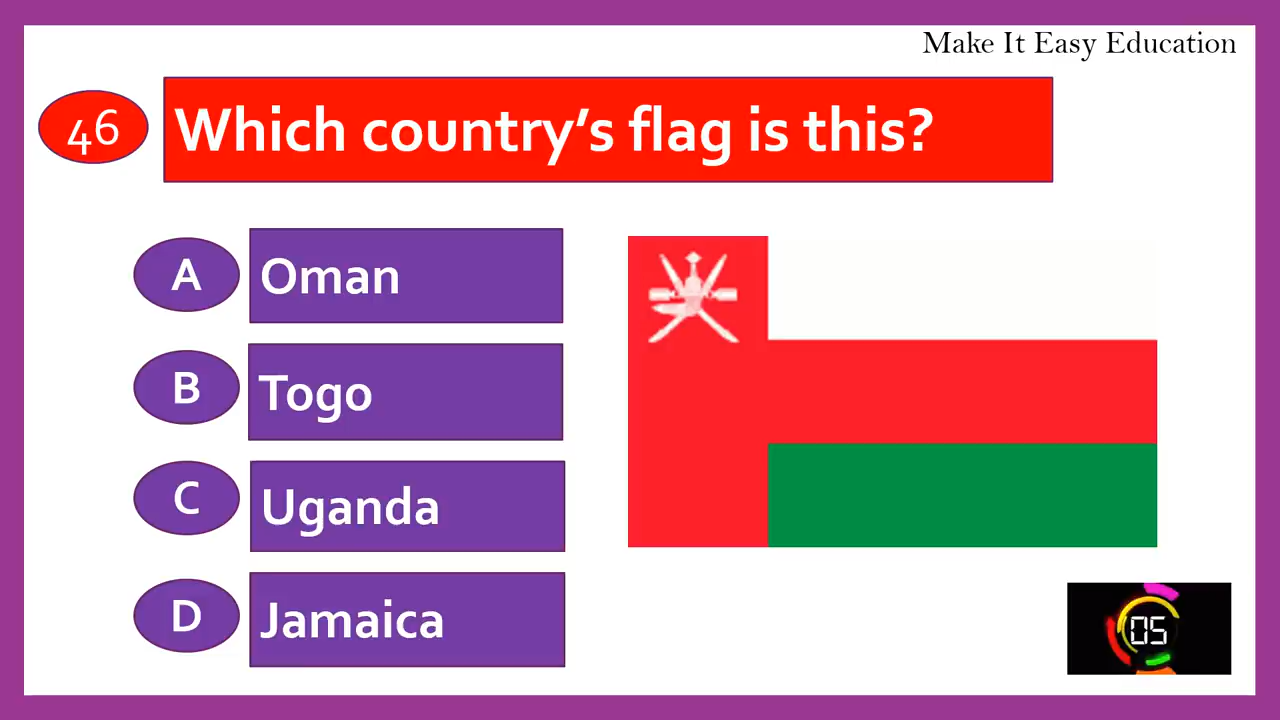 Make It Easy Education
46
Which country's flag is this?
A
Oman
B
Togo
C
Uganda
D
Jamaica
05